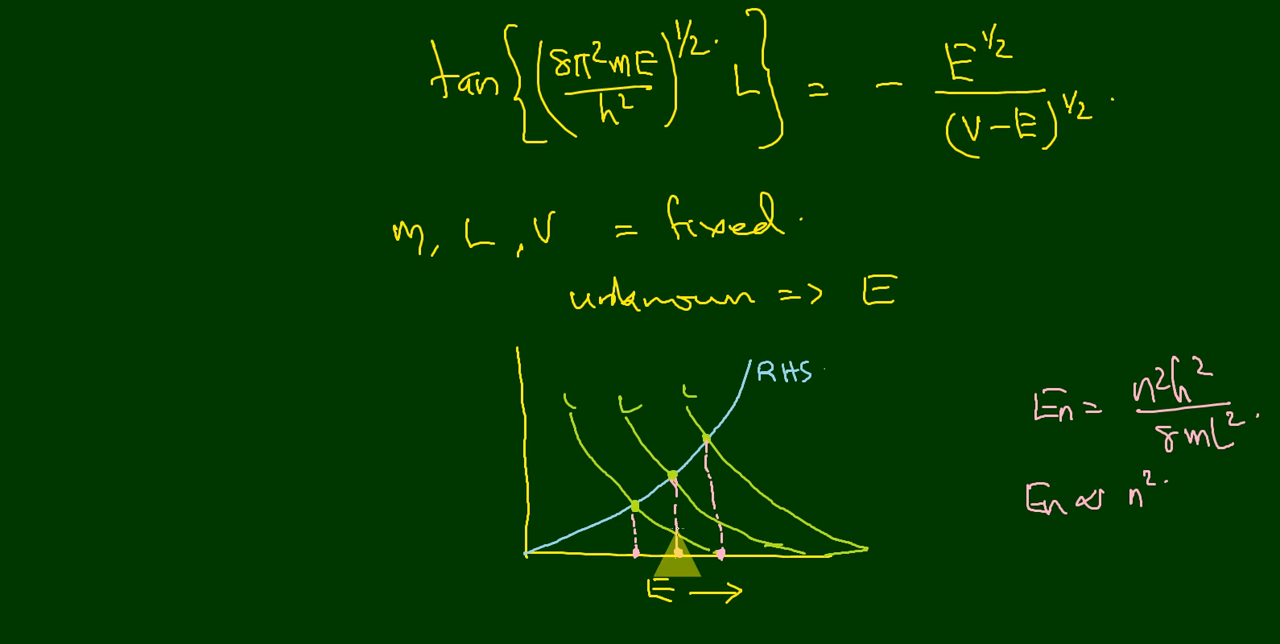 tan{(8π²mE/h²)^1/2 L} = - E^1/2/(V-E)^1/2.
m, L, V = fixed.
unknown => E
RHS
L L L
En = n²h²/8mL².
En ∝ n².
E →